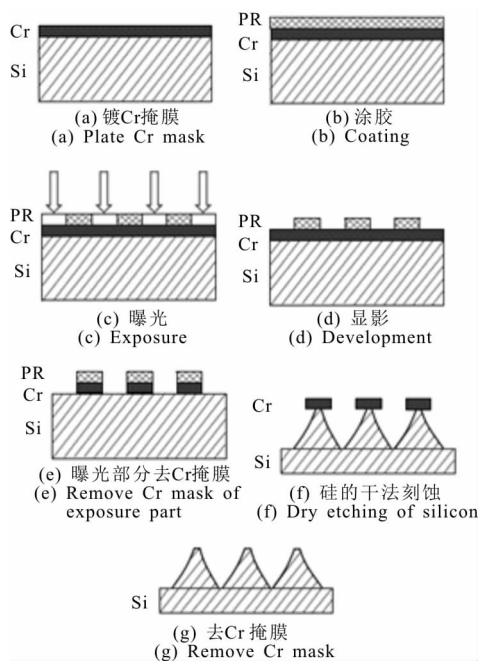 Cr
Si
(a) 镀Cr掩膜
(a) Plate Cr mask
PR
Cr
Si
(b) 涂胶
(b) Coating
PR
Cr
Si
(c) 曝光
(c) Exposure
PR
Cr
Si
(d) 显影
(d) Development
PR
Cr
Si
(e) 曝光部分去Cr掩膜
(e) Remove Cr mask of
exposure part
Cr
Si
(f) 硅的干法刻蚀
(f) Dry etching of silicon
Si
(g) 去Cr 掩膜
(g) Remove Cr mask